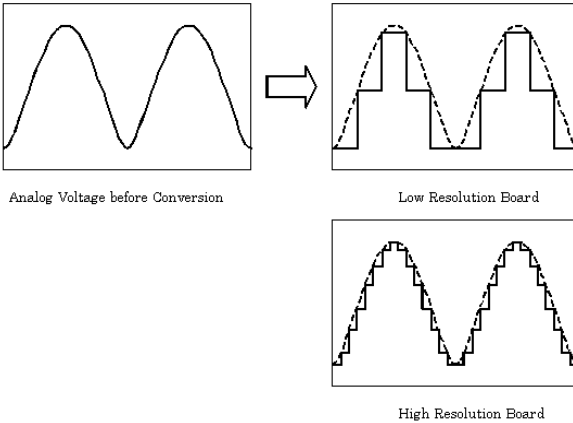 Analog Voltage before Conversion
Low Resolution Board
High Resolution Board